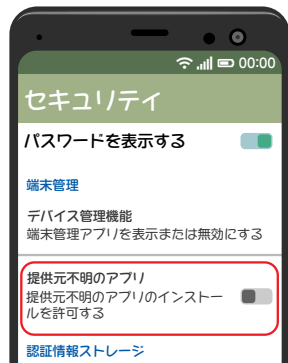 00:00
セキュリティ
パスワードを表示する
端末管理
デバイス管理機能
端末管理アプリを表示または無効にする
提供元不明のアプリ
提供元不明のアプリのインストー
ルを許可する
認証情報ストレージ